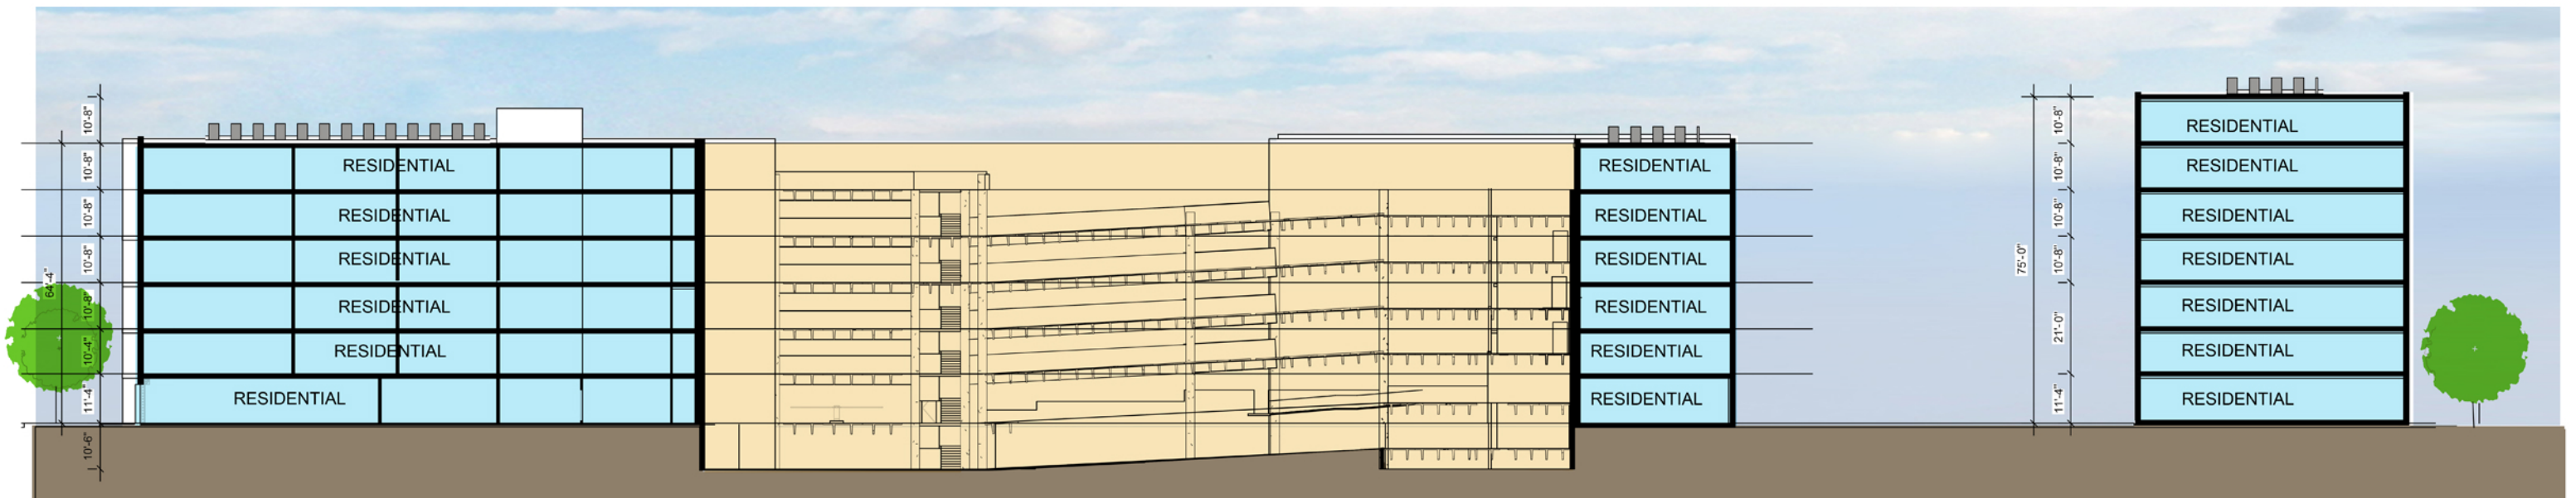 10'-8"
10'-8"
10'-8"
10'-8"
10'-8"
10'-4"
11'-4"
10'-6"
64'-4"
RESIDENTIAL
RESIDENTIAL
RESIDENTIAL
RESIDENTIAL
RESIDENTIAL
RESIDENTIAL
RESIDENTIAL
RESIDENTIAL
RESIDENTIAL
RESIDENTIAL
RESIDENTIAL
RESIDENTIAL
75'-0"
10'-8"
10'-8"
10'-8"
10'-8"
21'-0"
11'-4"
RESIDENTIAL
RESIDENTIAL
RESIDENTIAL
RESIDENTIAL
RESIDENTIAL
RESIDENTIAL
RESIDENTIAL